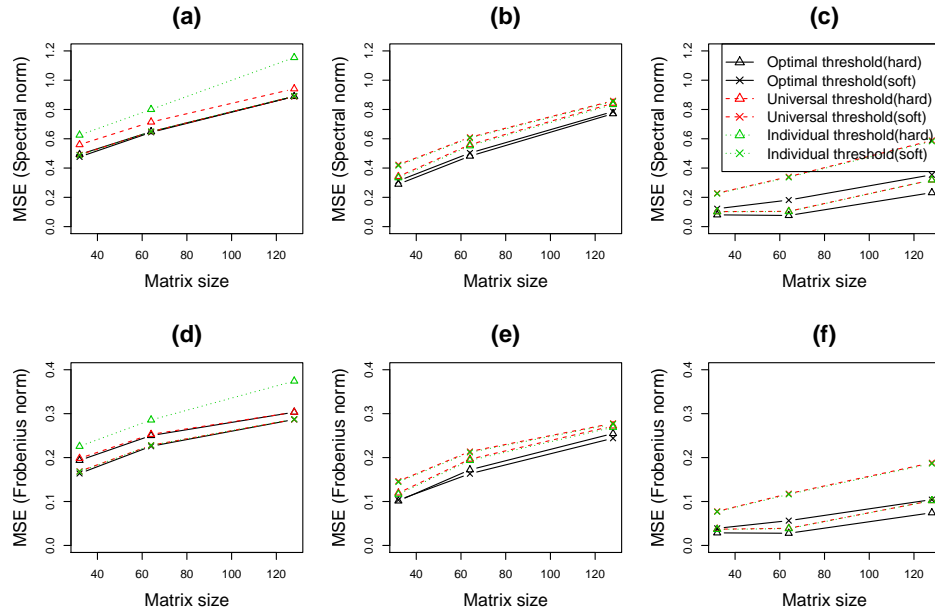 (a)
MSE (Spectral norm)
0.0 0.2 0.4 0.6 0.8 1.0 1.2
40 60 80 100 120
Matrix size
(b)
MSE (Spectral norm)
0.0 0.2 0.4 0.6 0.8 1.0 1.2
40 60 80 100 120
Matrix size
(c)
MSE (Spectral norm)
0.0 0.2 0.4 0.6 0.8 1.0 1.2
Optimal threshold(hard)
Optimal threshold(soft)
Universal threshold(hard)
Universal threshold(soft)
Individual threshold(hard)
Individual threshold(soft)
40 60 80 100 120
Matrix size
(d)
MSE (Frobenius norm)
0.0 0.1 0.2 0.3 0.4
40 60 80 100 120
Matrix size
(e)
MSE (Frobenius norm)
0.0 0.1 0.2 0.3 0.4
40 60 80 100 120
Matrix size
(f)
MSE (Frobenius norm)
0.0 0.1 0.2 0.3 0.4
40 60 80 100 120
Matrix size